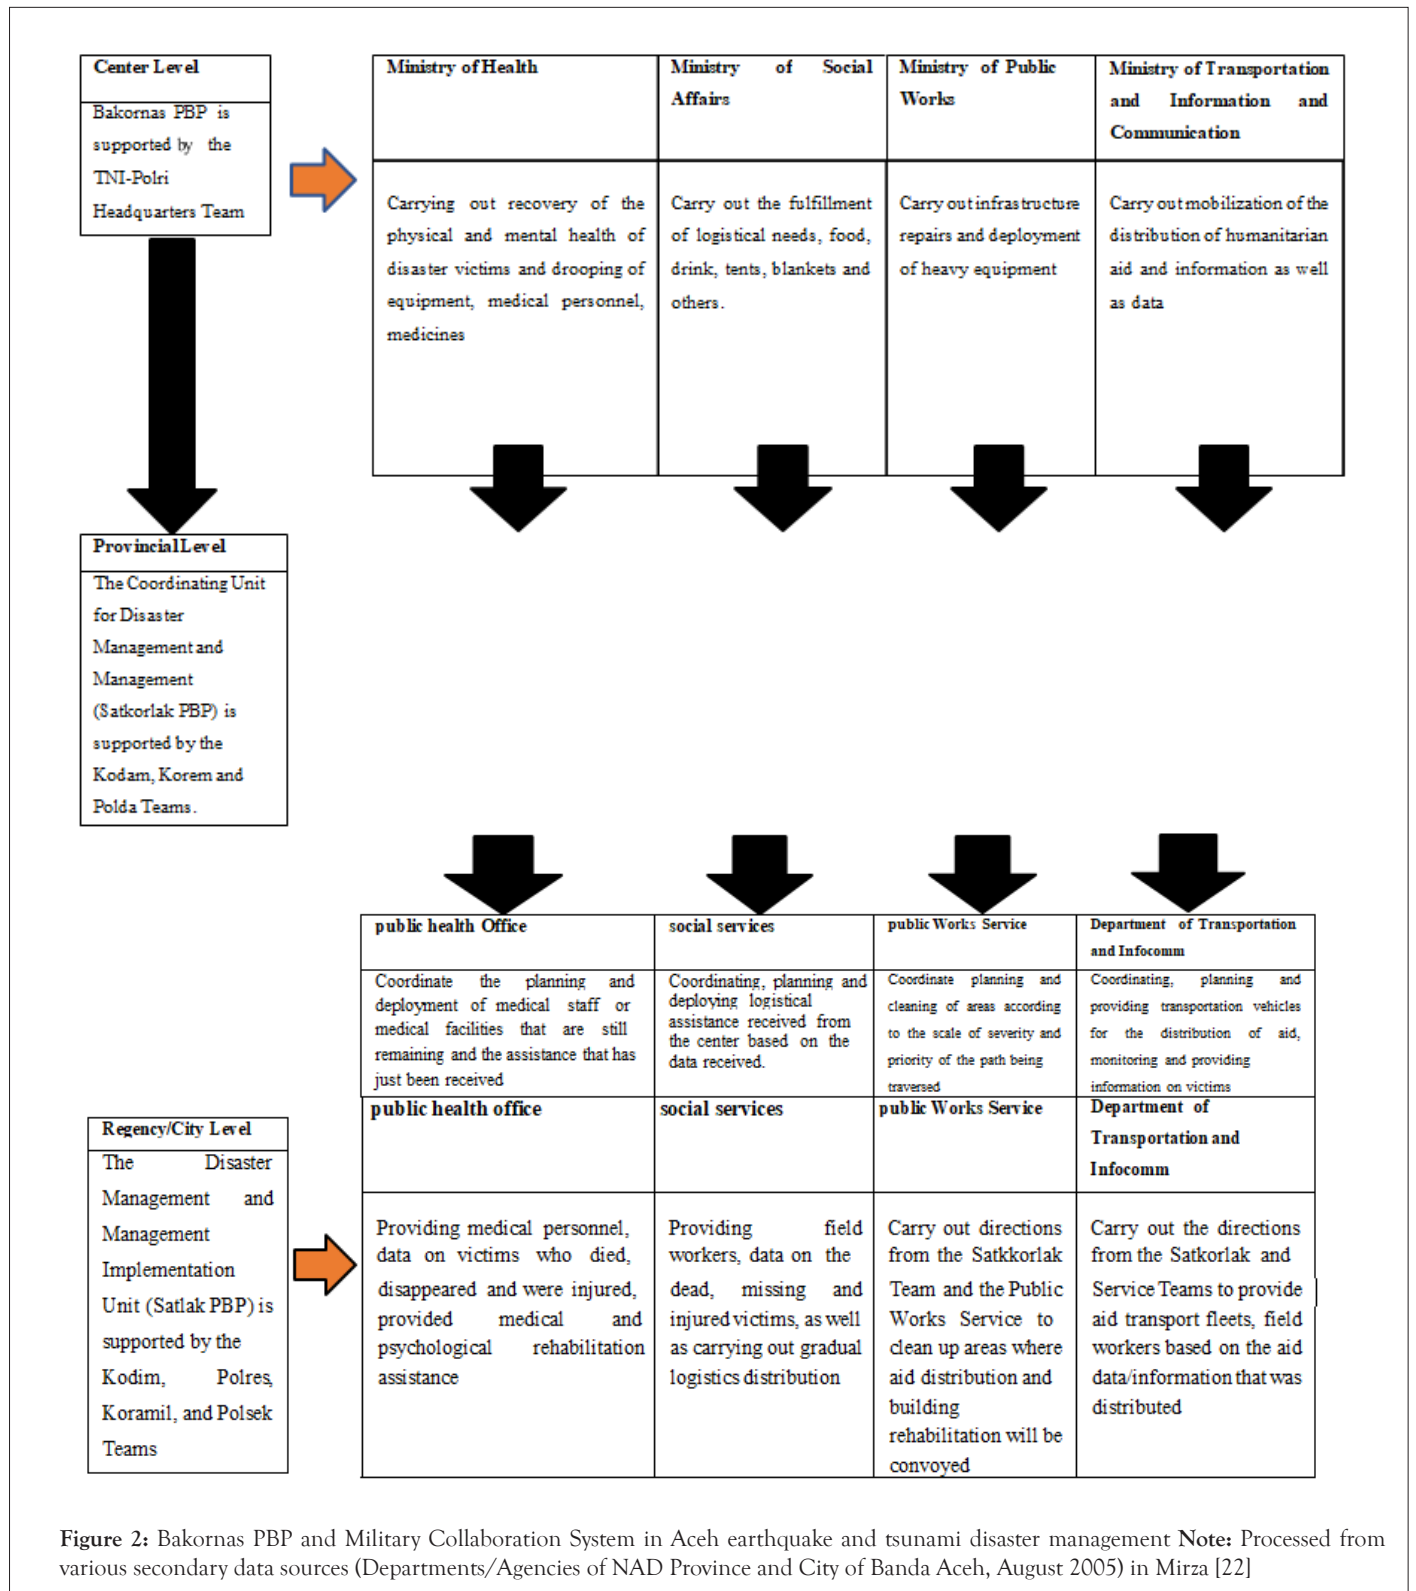 Center Level
Bakornas PBP is
supported by the
TNI-Polri
Headquarters Team
Ministry of Health
Carrying out recovery of the
physical and mental health of
disaster victims and drooping of
equipment, medical personnel,
medicines
Ministry of Social
Affairs
Carry out the fulfillment
of logistical needs, food,
drink, tents, blankets and
others.
Ministry of Public
Works
Carry out infrastructure
repairs and deployment
of heavy equipment
Ministry of Transportation
and Information and
Communication
Carry out mobilization of the
distribution of humanitarian
aid and information as well
as data
Provincial Level
The Coordinating Unit
for Disaster
Management and
Management
(Satkorlak PBP) is
supported by the
Kodam, Korem and
Polda Teams.
public health Office
Coordinate the planning and
deployment of medical staff or
medical facilities that are still
remaining and the assistance that has
just been received
social services
Coordinating, planning and
deploying logistical
assistance received from
the center based on the
data received.
public Works Service
Coordinate planning and
cleaning of areas according
to the scale of severity and
priority of the path being
traversed
Department of Transportation
and Infocomm
Coordinating, planning and
providing transportation vehicles
for the distribution of aid,
monitoring and providing
information on victims
Regency/City Level
The Disaster
Management and
Management
Implementation
Unit (Satlak PBP) is
supported by the
Kodim, Polres,
Koramil, and Polsek
Teams
public health office
Providing medical personnel,
data on victims who died,
disappeared and were injured,
provided medical and
psychological rehabilitation
assistance
social services
Providing field
workers, data on the
dead, missing and
injured victims, as well
as carrying out gradual
logistics distribution
public Works Service
Carry out directions
from the Satkkorlak
Team and the Public
Works Service to
clean up areas where
aid distribution and
building
rehabilitation will be
convoyed
Department of
Transportation and
Infocomm
Carry out the directions
from the Satkorlak and
Service Teams to provide
aid transport fleets, field
workers based on the aid
data/information that was
distributed
Figure 2: Bakornas PBP and Military Collaboration System in Aceh earthquake and tsunami disaster management Note: Processed from
various secondary data sources (Departments/Agencies of NAD Province and City of Banda Aceh, August 2005) in Mirza [22]